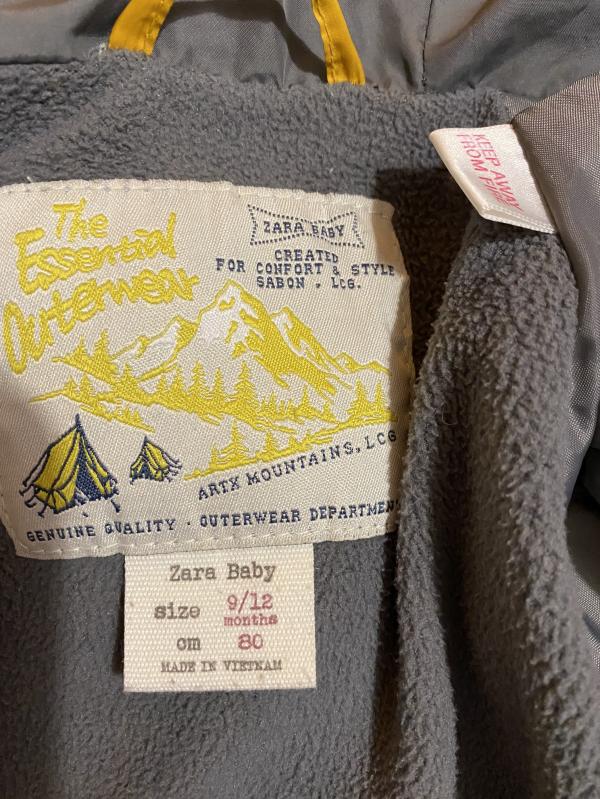 KEEP AWAY
FROM FIRE
The
Essential
Outerwear
ZARA BABY
CREATED
FOR CONFORT & STYLE
SABON . LCG.
ARTX MOUNTAINS, LCG
GENUINE QUALITY · OUTERWEAR DEPARTMENT
Zara Baby
size 9/12
months
cm 80
MADE IN VIETNAM